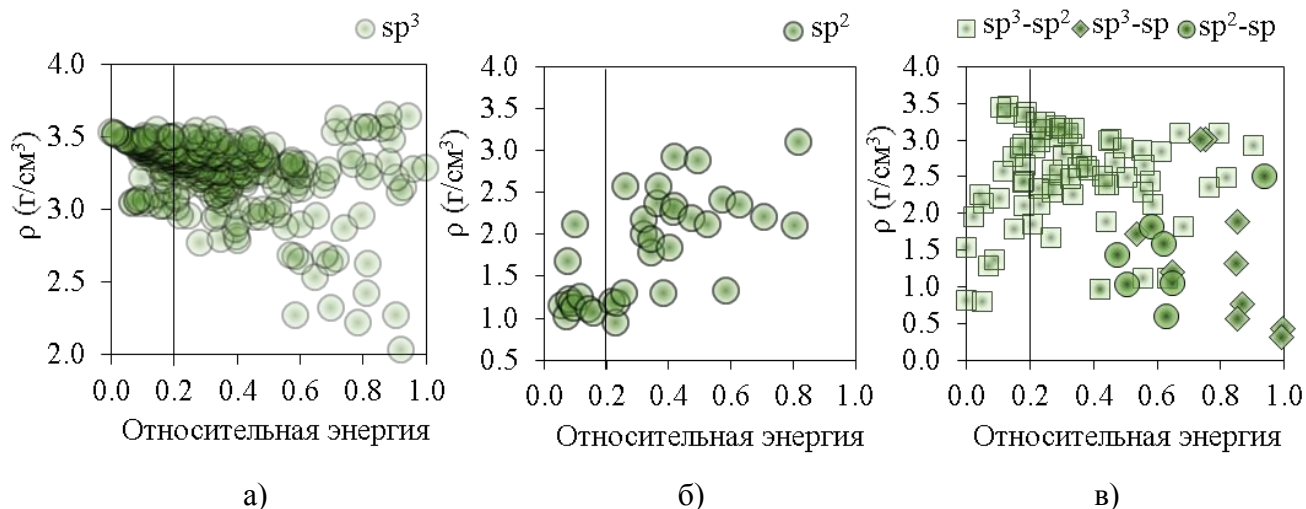 sp³
ρ (г/см³)
4.0
3.5
3.0
2.5
2.0
0.0 0.2 0.4 0.6 0.8 1.0
Относительная энергия
а)
sp²
ρ (г/см³)
4.0
3.5
3.0
2.5
2.0
1.5
1.0
0.5
0.0 0.2 0.4 0.6 0.8 1.0
Относительная энергия
б)
sp³-sp² sp³-sp sp²-sp
ρ (г/см³)
4.0
3.5
3.0
2.5
2.0
1.5
1.0
0.5
0.0
0.0 0.2 0.4 0.6 0.8 1.0
Относительная энергия
в)